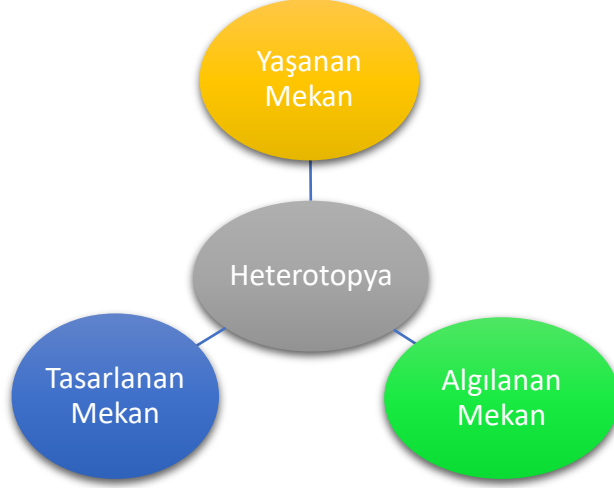 Yaşanan
Mekan
Heterotopya
Tasarlanan
Mekan
Algılanan
Mekan